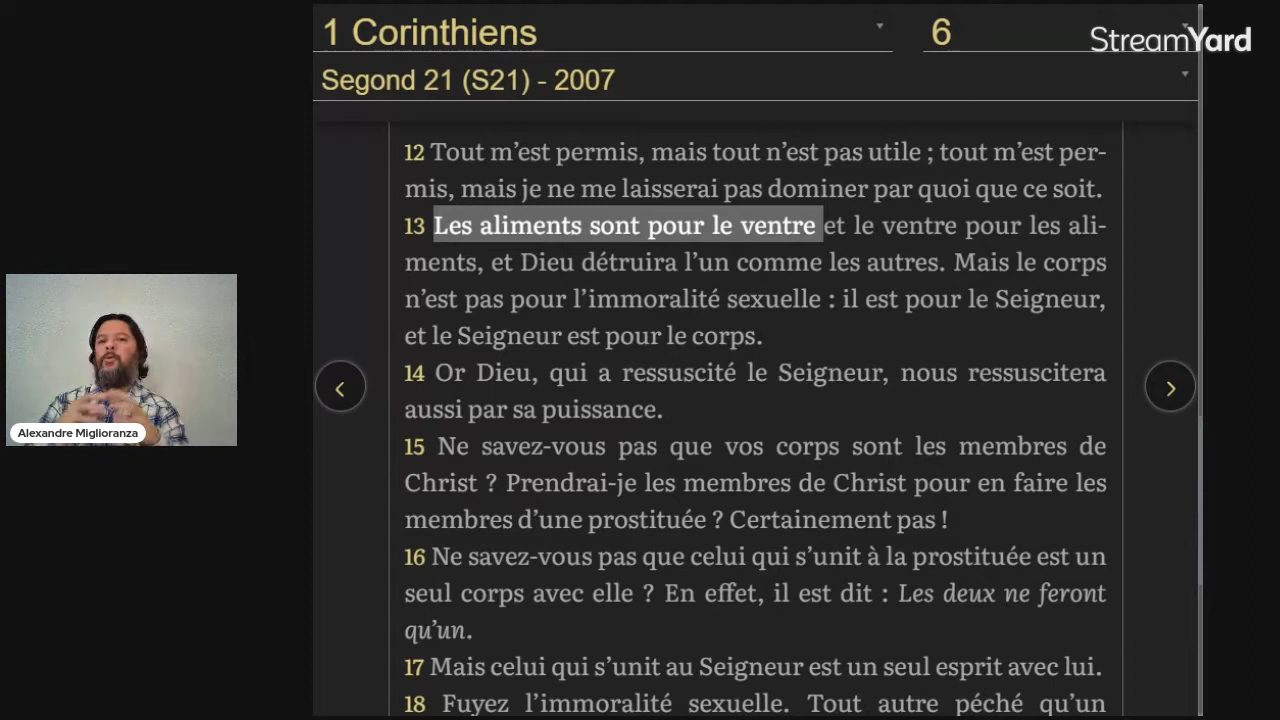 1 Corinthiens
6
StreamYard
Segond 21 (S21) - 2007
12 Tout m’est permis, mais tout n’est pas utile ; tout m’est per-
mis, mais je ne me laisserai pas dominer par quoi que ce soit.
13 Les aliments sont pour le ventre et le ventre pour les ali-
ments, et Dieu détruira l’un comme les autres. Mais le corps
n’est pas pour l’immoralité sexuelle : il est pour le Seigneur,
et le Seigneur est pour le corps.
14 Or Dieu, qui a ressuscité le Seigneur, nous ressuscitera
aussi par sa puissance.
15 Ne savez-vous pas que vos corps sont les membres de
Christ ? Prendrai-je les membres de Christ pour en faire les
membres d’une prostituée ? Certainement pas !
16 Ne savez-vous pas que celui qui s’unit à la prostituée est un
seul corps avec elle ? En effet, il est dit : Les deux ne feront
qu’un.
17 Mais celui qui s’unit au Seigneur est un seul esprit avec lui.
18 Fuyez l’immoralité sexuelle. Tout autre péché qu’un
Alexandre Miglioranza